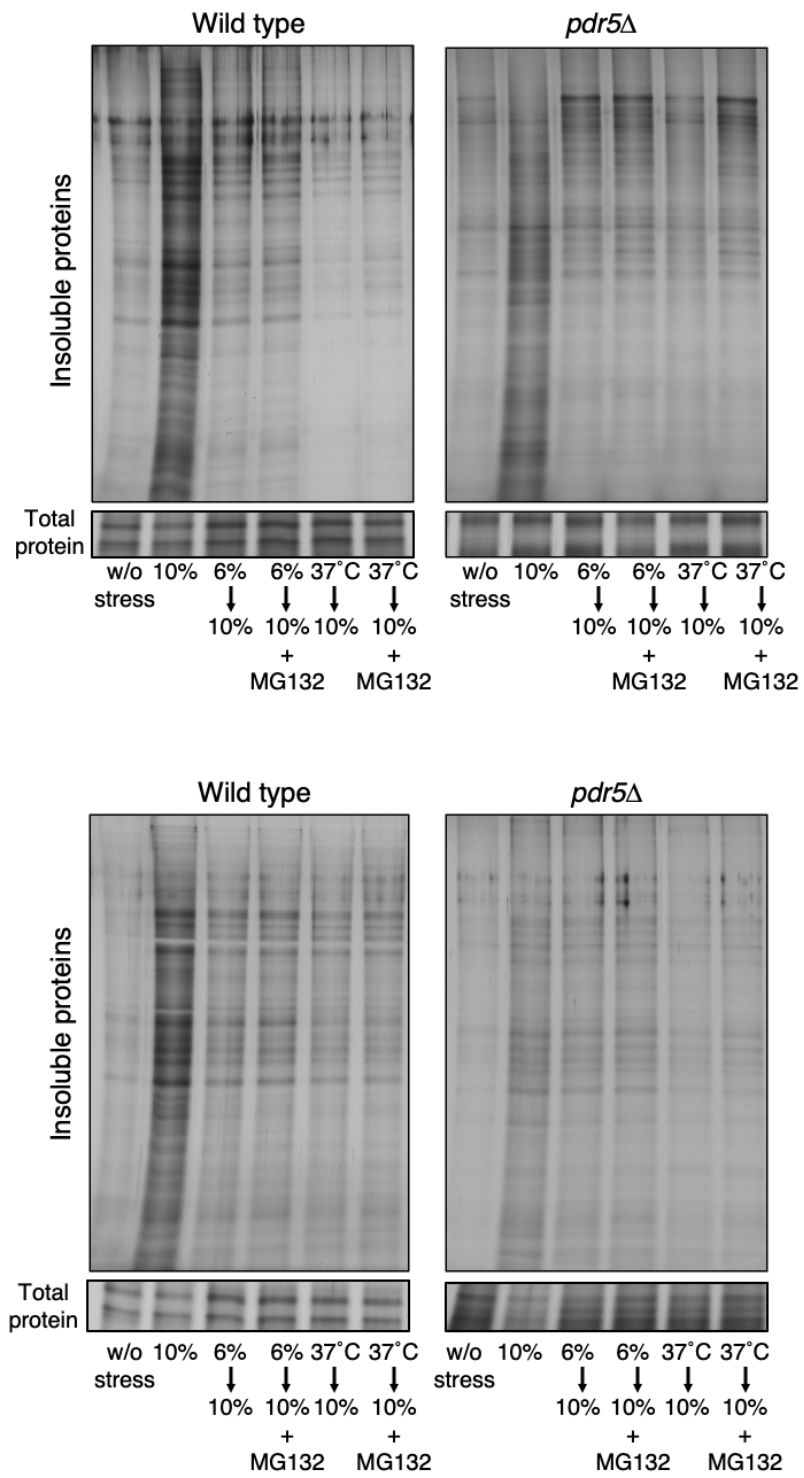 Wild type
pdr5Δ
Insoluble proteins
Total
protein
w/o 10% 6% 6% 37˚C 37˚C
stress
10% 10% 10% 10%
+ +
MG132 MG132
w/o 10% 6% 6% 37˚C 37˚C
stress
10% 10% 10% 10%
+ +
MG132 MG132
Wild type
pdr5Δ
Insoluble proteins
Total
protein
w/o 10% 6% 6% 37˚C 37˚C
stress
10% 10% 10% 10%
+ +
MG132 MG132
w/o 10% 6% 6% 37˚C 37˚C
stress
10% 10% 10% 10%
+ +
MG132 MG132